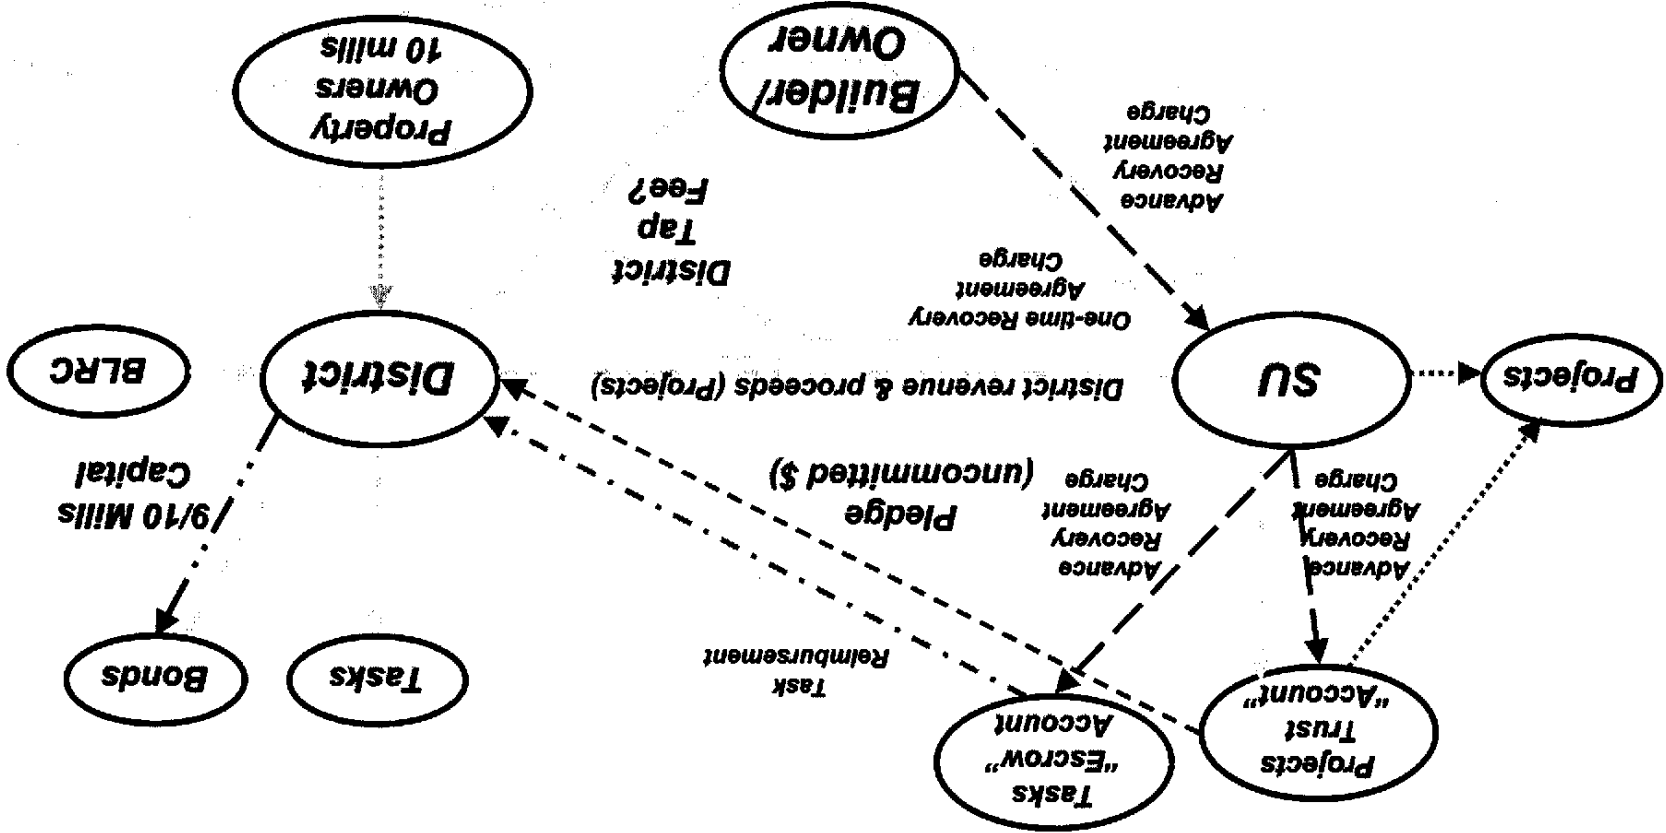 Projects
Trust
“Account”
Tasks
“Escrow”
Account
Task
Reimbursement
Tasks
Bonds
Advance
Recovery
Agreement
Charge
Advance
Recovery
Agreement
Charge
Pledge
(uncommitted $)
9/10 Mills
Capital
Projects
SU
District revenue & proceeds (Projects)
District
BLRC
One-time Recovery
Agreement
Charge
District
Tap
Fee?
Advance
Recovery
Agreement
Charge
Builder/
Owner
Property
Owners
10 mills